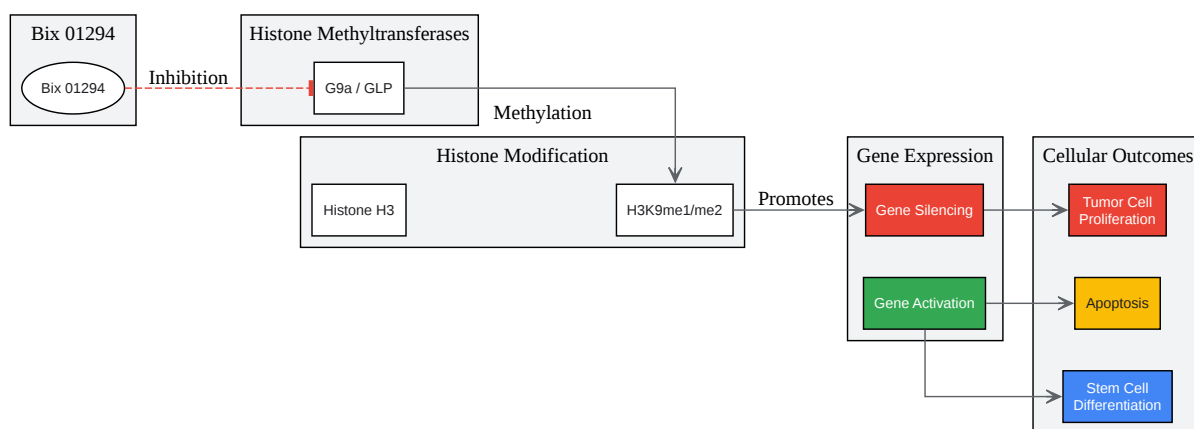 Bix 01294
Bix 01294
Inhibition
Histone Methyltransferases
G9a / GLP
Methylation
Histone Modification
Histone H3
H3K9me1/me2
Promotes
Gene Expression
Gene Silencing
Gene Activation
Cellular Outcomes
Tumor Cell
Proliferation
Apoptosis
Stem Cell
Differentiation